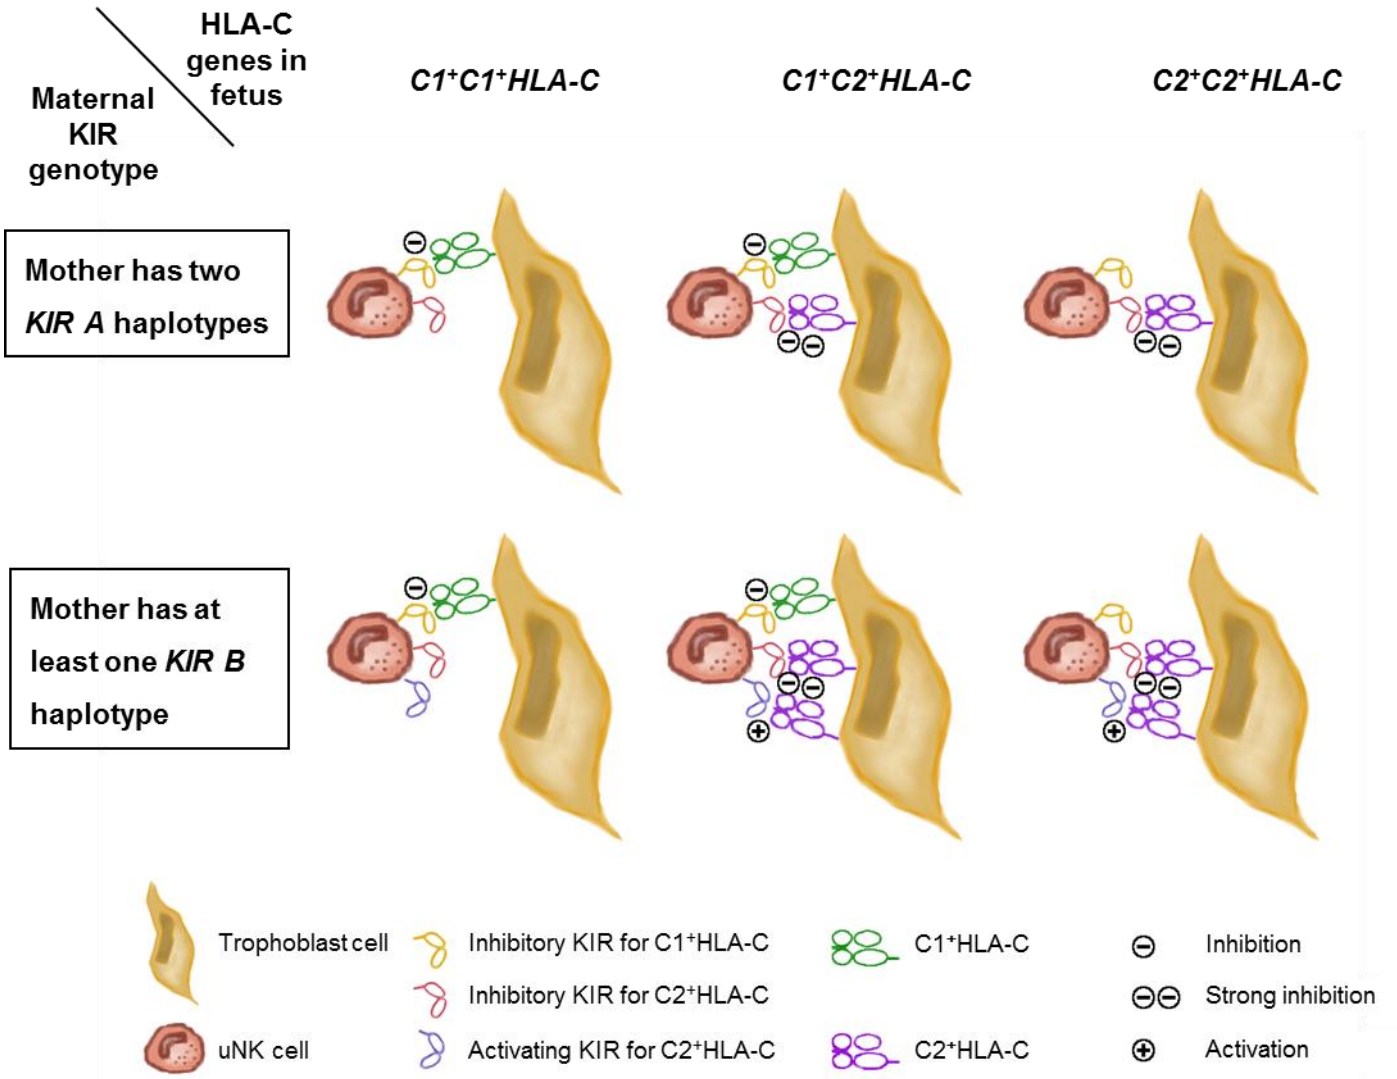 HLA-C
genes in
fetus
Maternal
KIR
genotype
C1⁺C1⁺HLA-C
C1⁺C2⁺HLA-C
C2⁺C2⁺HLA-C
Mother has two
KIR A haplotypes
Mother has at
least one KIR B
haplotype
Trophoblast cell
uNK cell
Inhibitory KIR for C1⁺HLA-C
Inhibitory KIR for C2⁺HLA-C
Activating KIR for C2⁺HLA-C
C1⁺HLA-C
C2⁺HLA-C
Inhibition
Strong inhibition
Activation